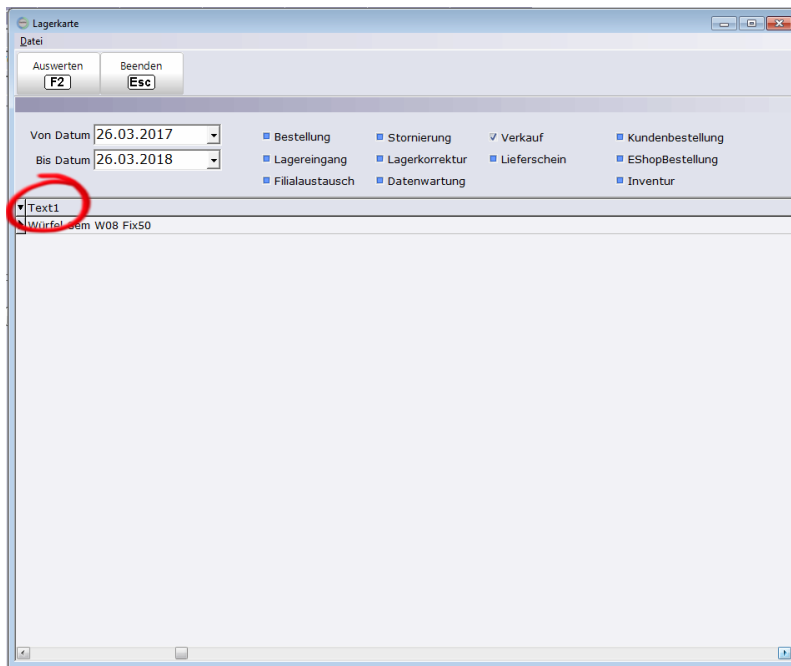 Lagerkarte
Datei
Auswerten Beenden
F2 Esc
Von Datum 26.03.2017 Bestellung Stornierung Verkauf Kundenbestellung
Bis Datum 26.03.2018 Lagereingang Lagerkorrektur Lieferschein EShopBestellung
Filialaustausch Datenwartung Inventur
Text1
W08 Fix50